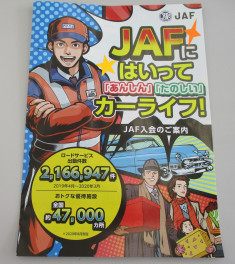 JAF
JAFに
はいって
「あんしん」「たのしい」
カーライフ!
JAF入会のご案内
ロードサービス
出動件数
2,166,947件
2019年4月~2020年3月
おトクな優待施設
全国
約47,000ヵ所